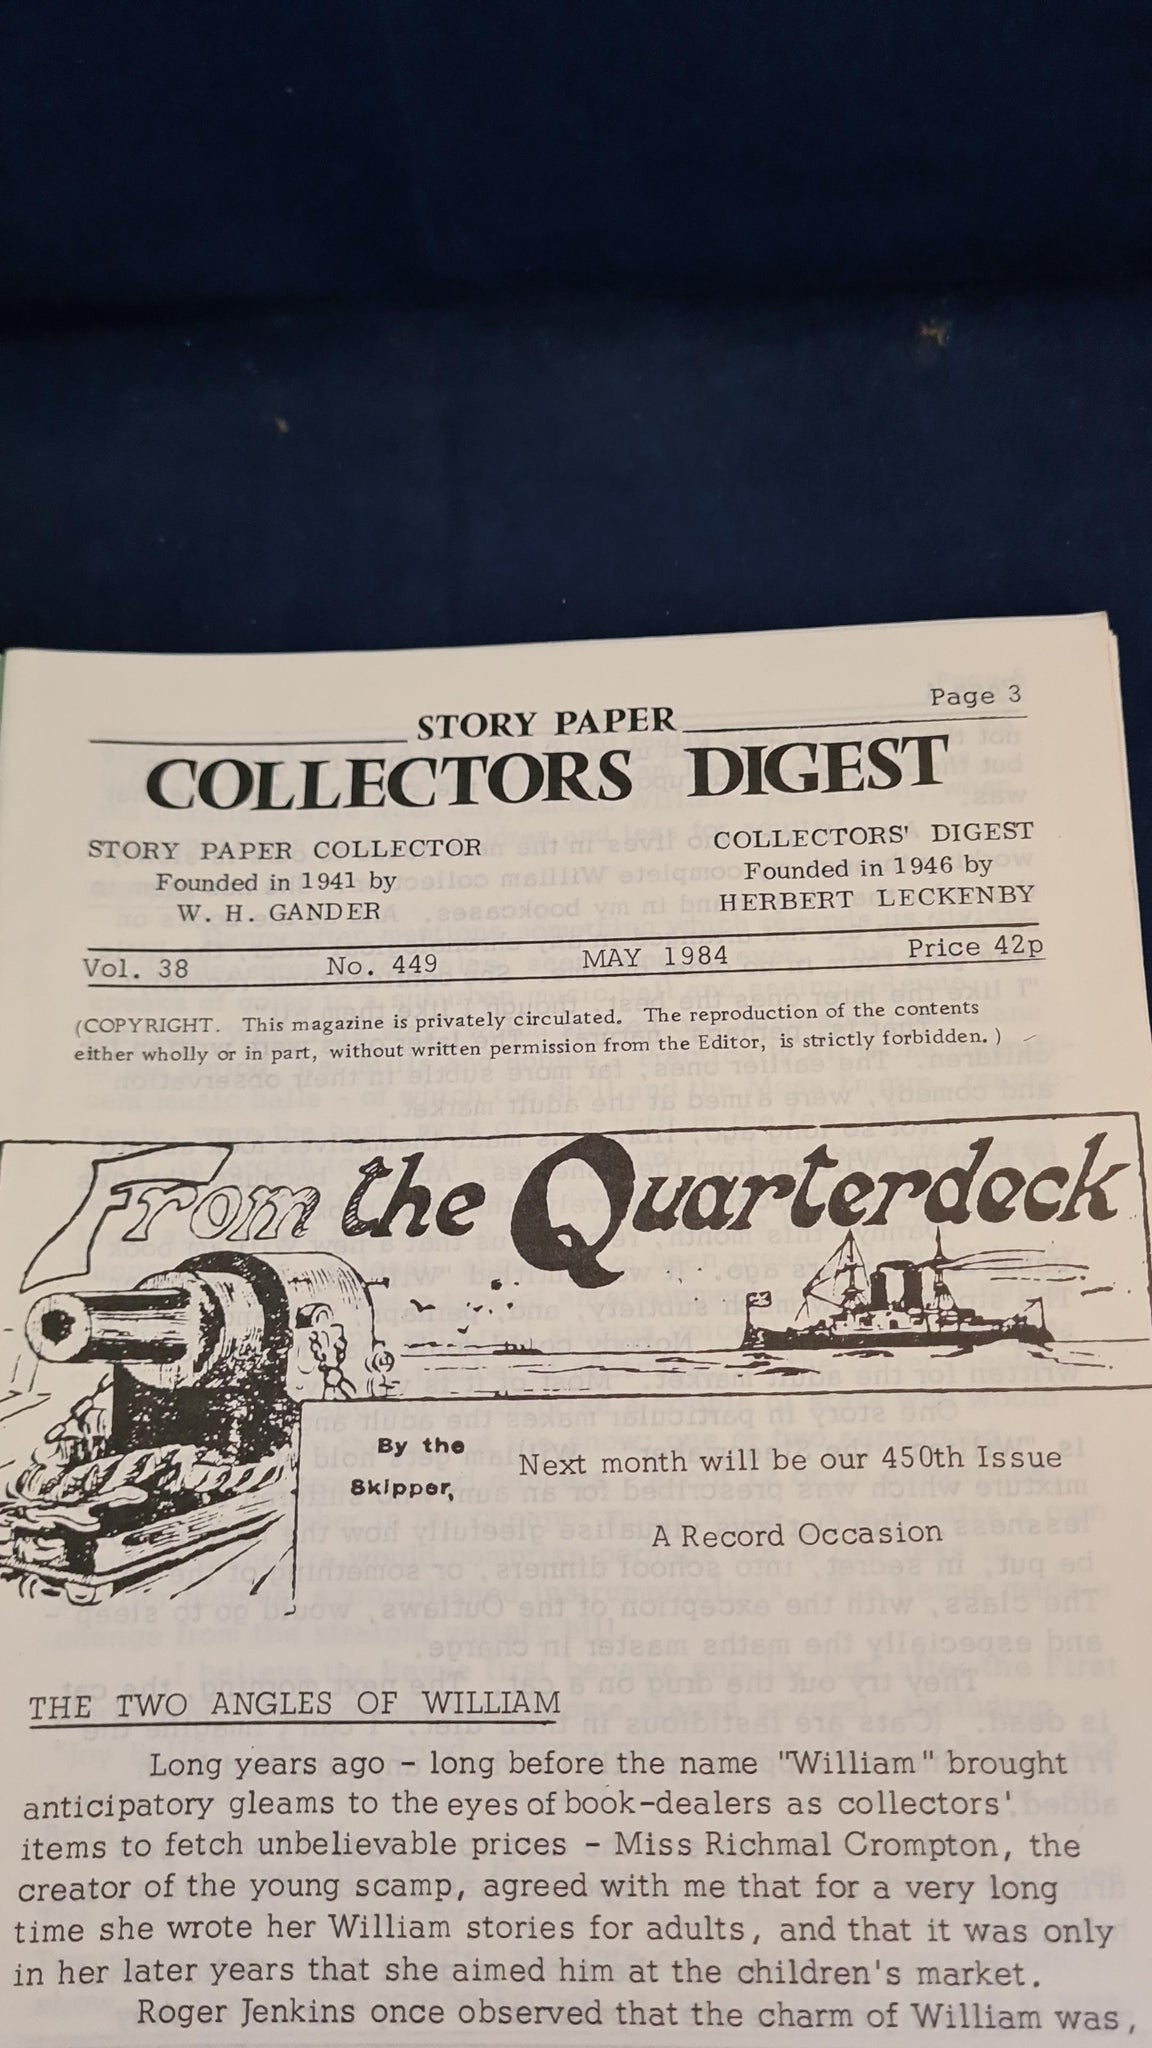 Page 3
STORY PAPER
COLLECTORS DIGEST
STORY PAPER COLLECTOR
Founded in 1941 by
W. H. GANDER
COLLECTORS' DIGEST
Founded in 1946 by
HERBERT LECKENBY
Vol. 38 No. 449 MAY 1984 Price 42p
(COPYRIGHT. This magazine is privately circulated. The reproduction of the contents
either wholly or in part, without written permission from the Editor, is strictly forbidden.)
From the Quarterdeck
By the
Skipper,
Next month will be our 450th Issue
A Record Occasion
THE TWO ANGLES OF WILLIAM
Long years ago - long before the name "William" brought
anticipatory gleams to the eyes of book-dealers as collectors'
items to fetch unbelievable prices - Miss Richmal Crompton, the
creator of the young scamp, agreed with me that for a very long
time she wrote her William stories for adults, and that it was only
in her later years that she aimed him at the children's market.
Roger Jenkins once observed that the charm of William was,